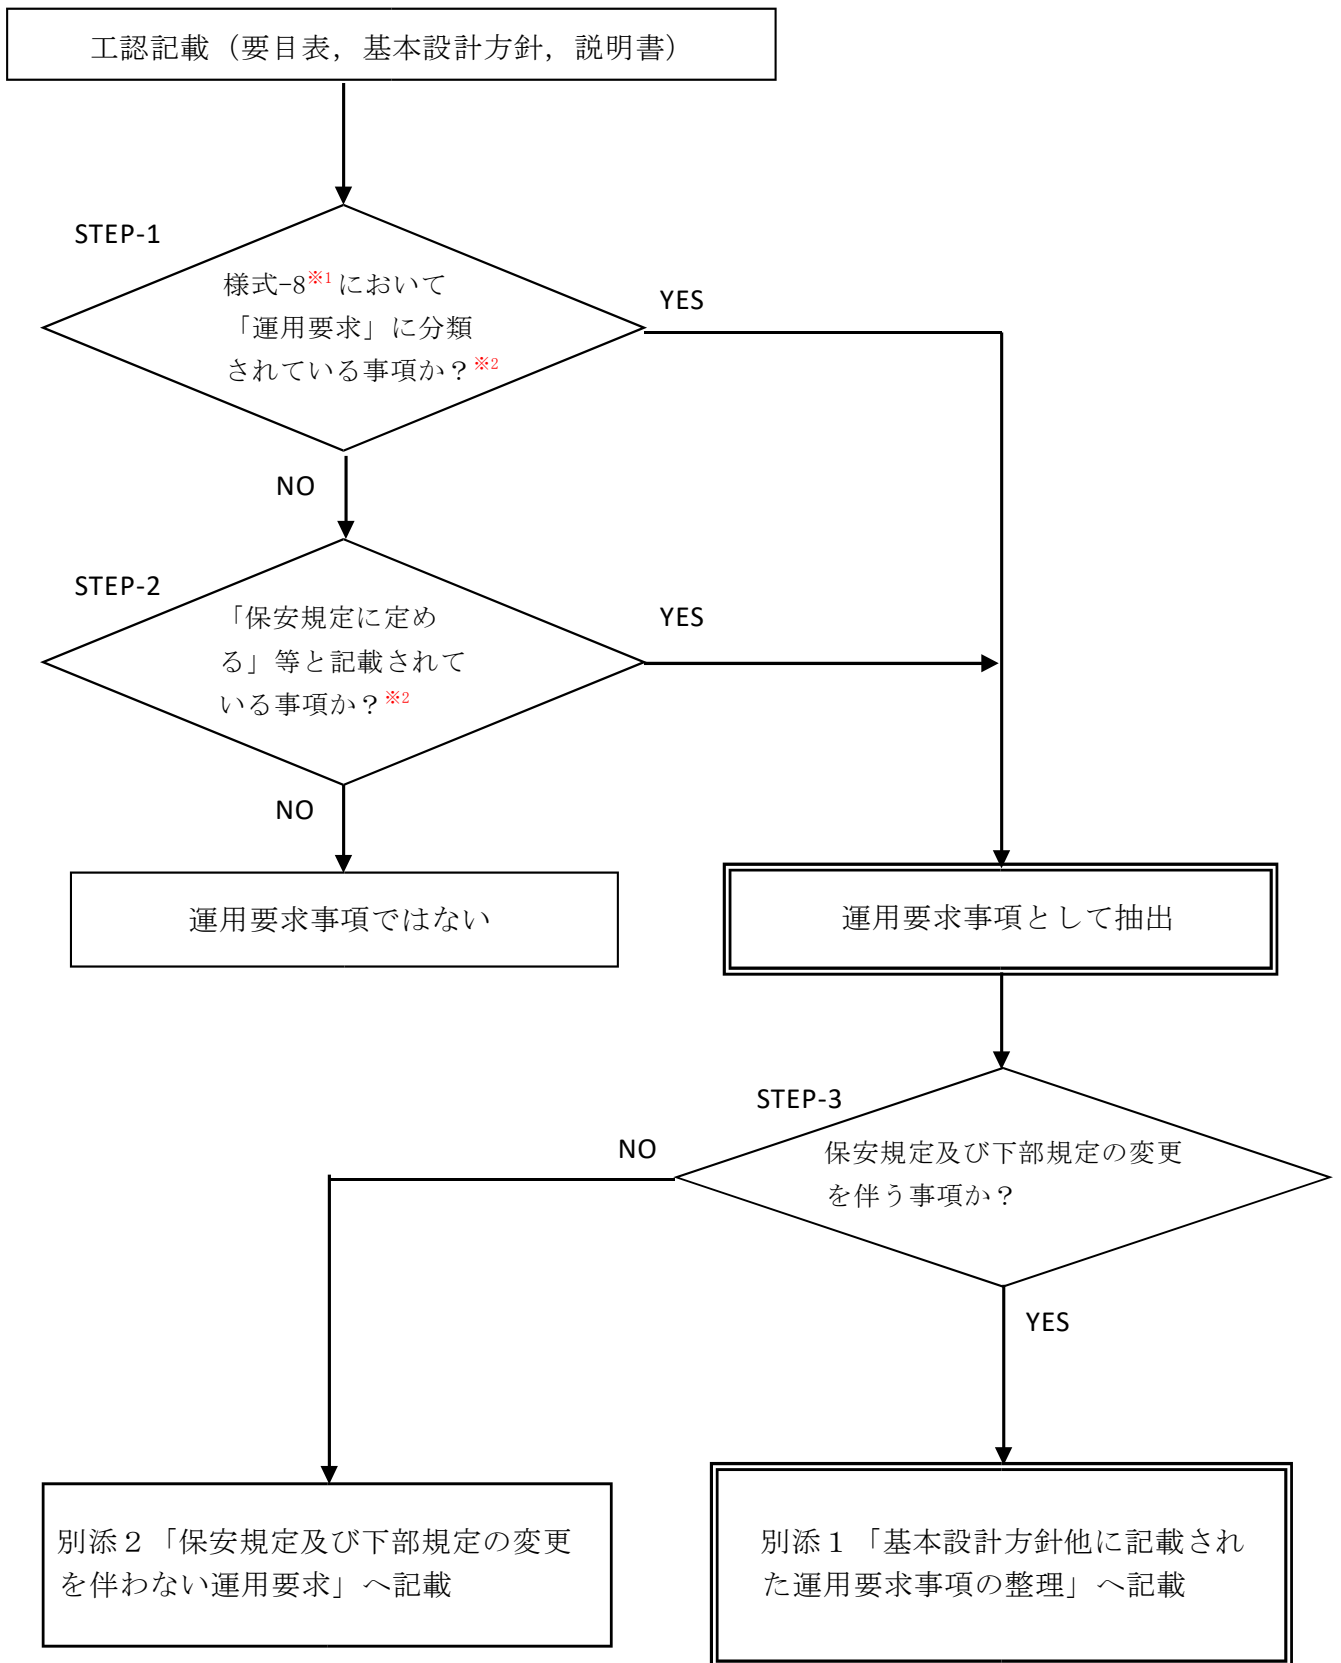 工認記載（要目表，基本設計方針，説明書）
STEP-1
様式-8※1において
「運用要求」に分類
されている事項か？※2
YES
NO
STEP-2
「保安規定に定め
る」等と記載されて
いる事項か？※2
YES
NO
運用要求事項ではない
運用要求事項として抽出
STEP-3
保安規定及び下部規定の変更
を伴う事項か？
NO
YES
別添２「保安規定及び下部規定の変更
を伴わない運用要求」へ記載
別添１「基本設計方針他に記載され
た運用要求事項の整理」へ記載